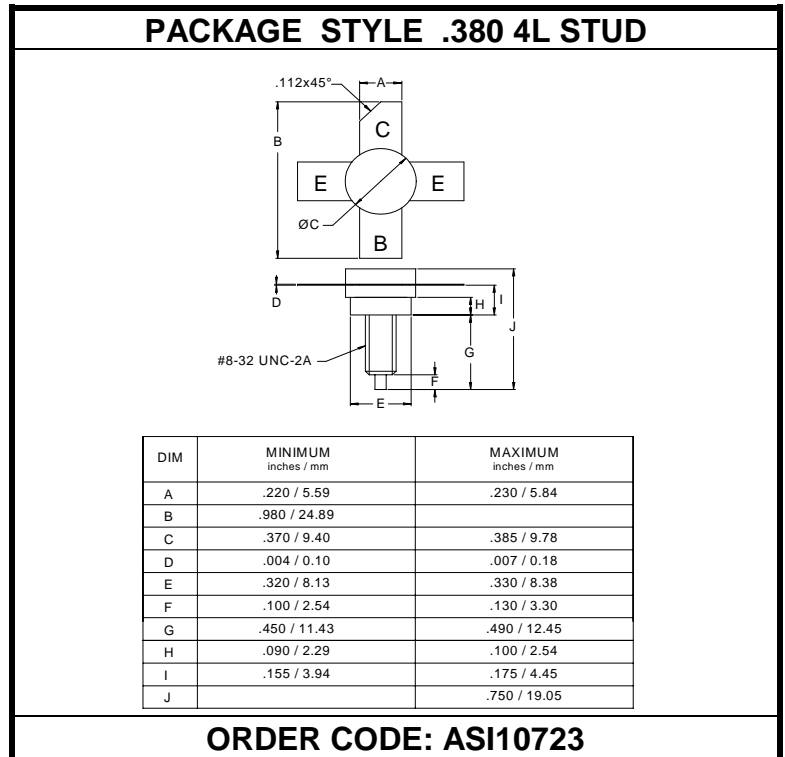 PACKAGE STYLE .380 4L STUD
.112x45°
A
B
C
E
E
ØC
B
D
H
I
J
G
#8-32 UNC-2A
F
E
DIM MINIMUM inches / mm MAXIMUM inches / mm
A .220 / 5.59 .230 / 5.84
B .980 / 24.89
C .370 / 9.40 .385 / 9.78
D .004 / 0.10 .007 / 0.18
E .320 / 8.13 .330 / 8.38
F .100 / 2.54 .130 / 3.30
G .450 / 11.43 .490 / 12.45
H .090 / 2.29 .100 / 2.54
I .155 / 3.94 .175 / 4.45
J .750 / 19.05
ORDER CODE: ASI10723